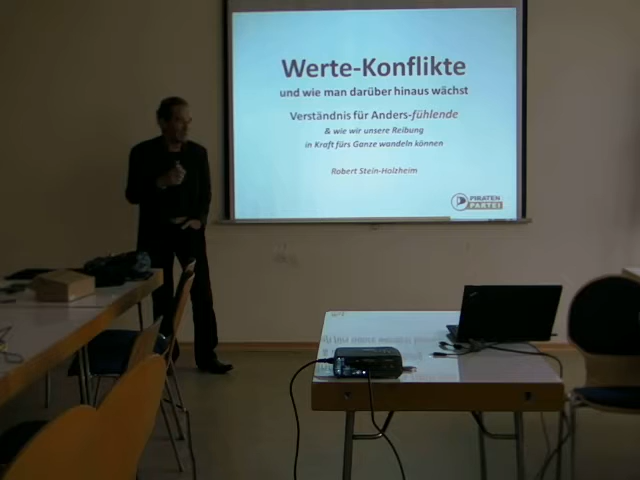 Werte-Konflikte
und wie man darüber hinaus wächst
Verständnis für Anders-fühlende
& wie wir unsere Reibung
in Kraft fürs Ganze wandeln können
Robert Stein-Holzheim
PIRATEN
PARTEI